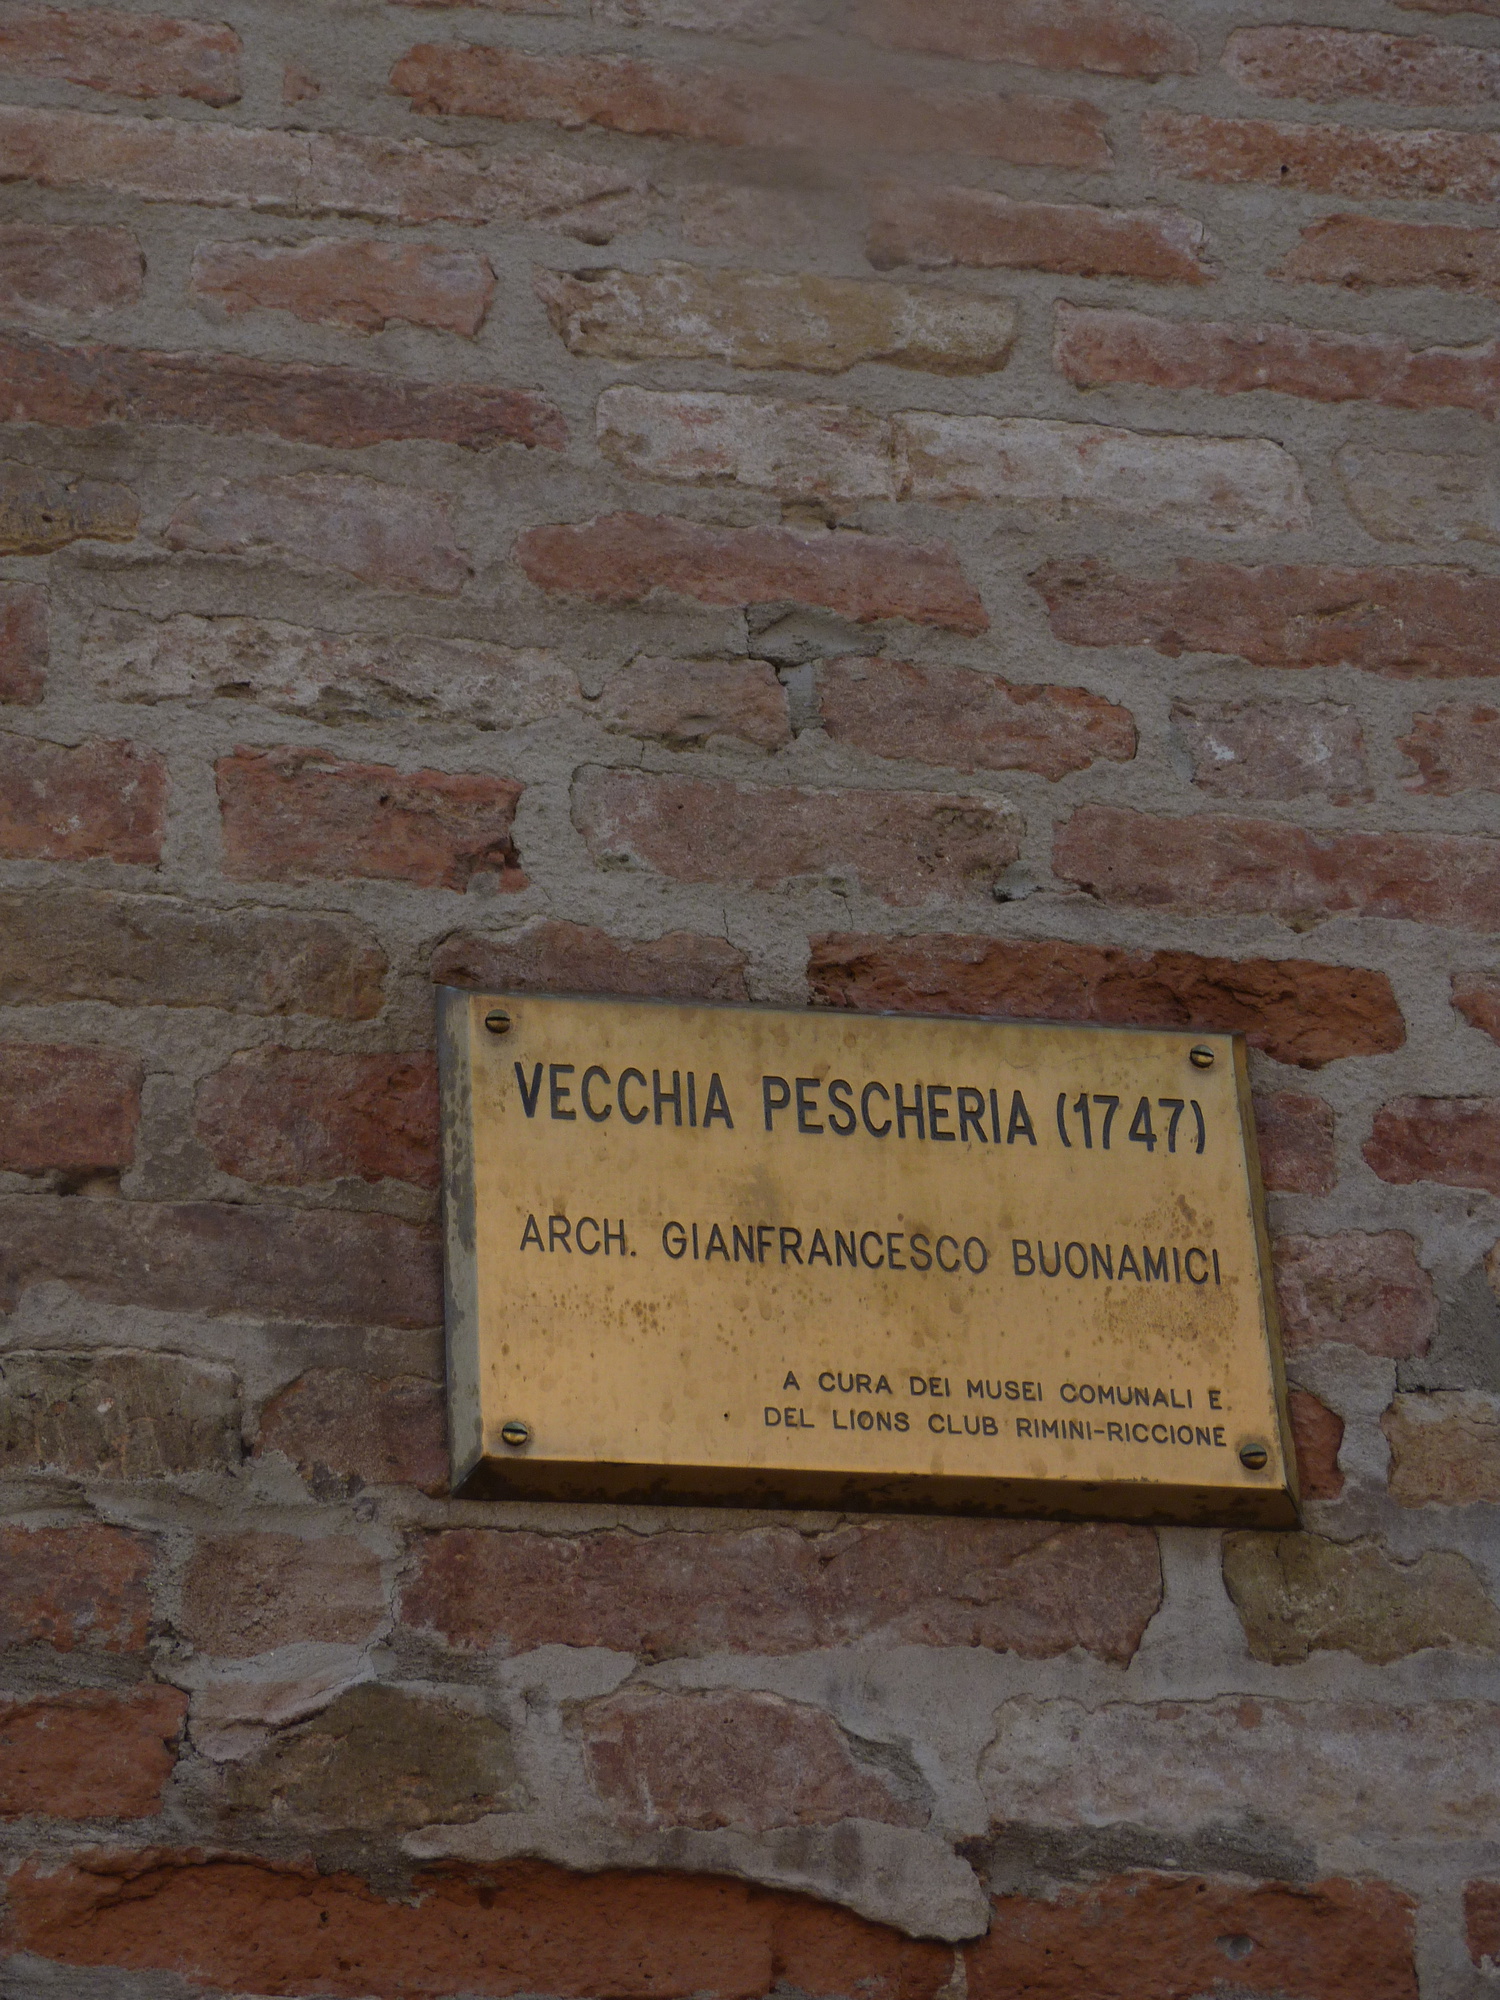 VECCHIA PESCHERIA (1747)
ARCH. GIANFRANCESCO BUONAMICI
A CURA DEI MUSEI COMUNALI E.
DEL LIONS CLUB RIMINI-RICCIONE